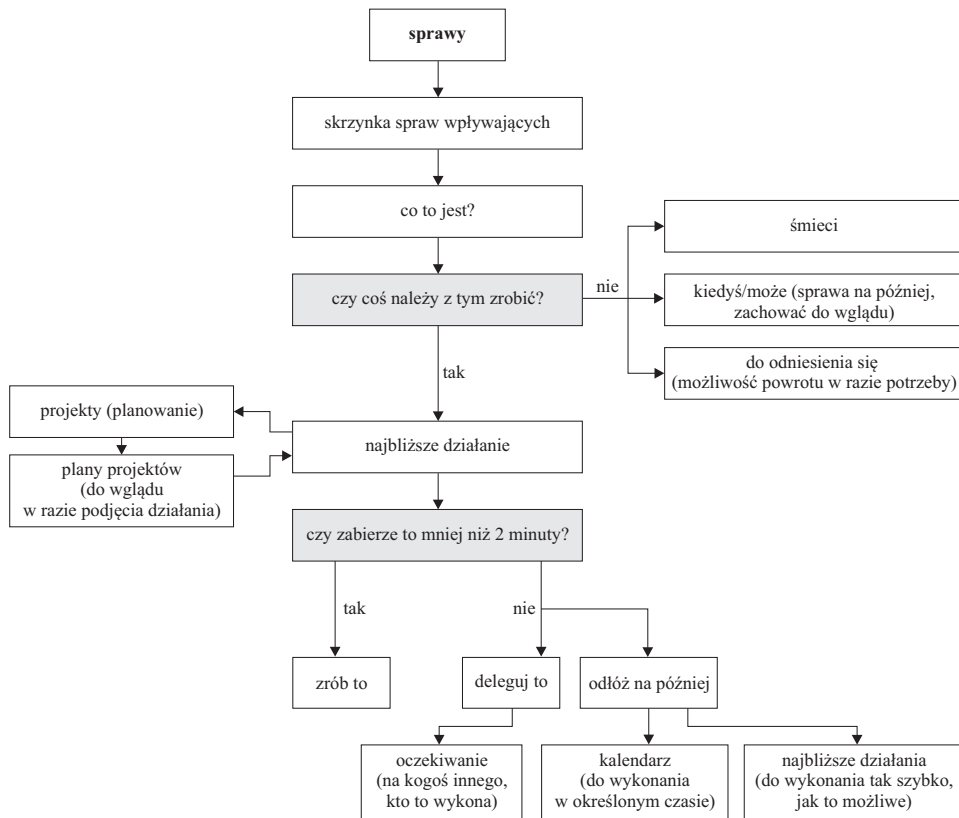 sprawy
skrzynka spraw wpływających
co to jest?
śmieci
czy coś należy z tym zrobić?
nie
kiedyś/może (sprawa na później,
zachować do wglądu)
do odniesienia się
(możliwość powrotu w razie potrzeby)
tak
projekty (planowanie)
najbliższe działanie
plany projektów
(do wglądu
w razie podjęcia działania)
czy zabierze to mniej niż 2 minuty?
tak
nie
zrób to
deleguj to
odłóż na później
oczekiwanie
(na kogoś innego,
kto to wykona)
kalendarz
(do wykonania
w określonym czasie)
najbliższe działania
(do wykonania tak szybko,
jak to możliwe)